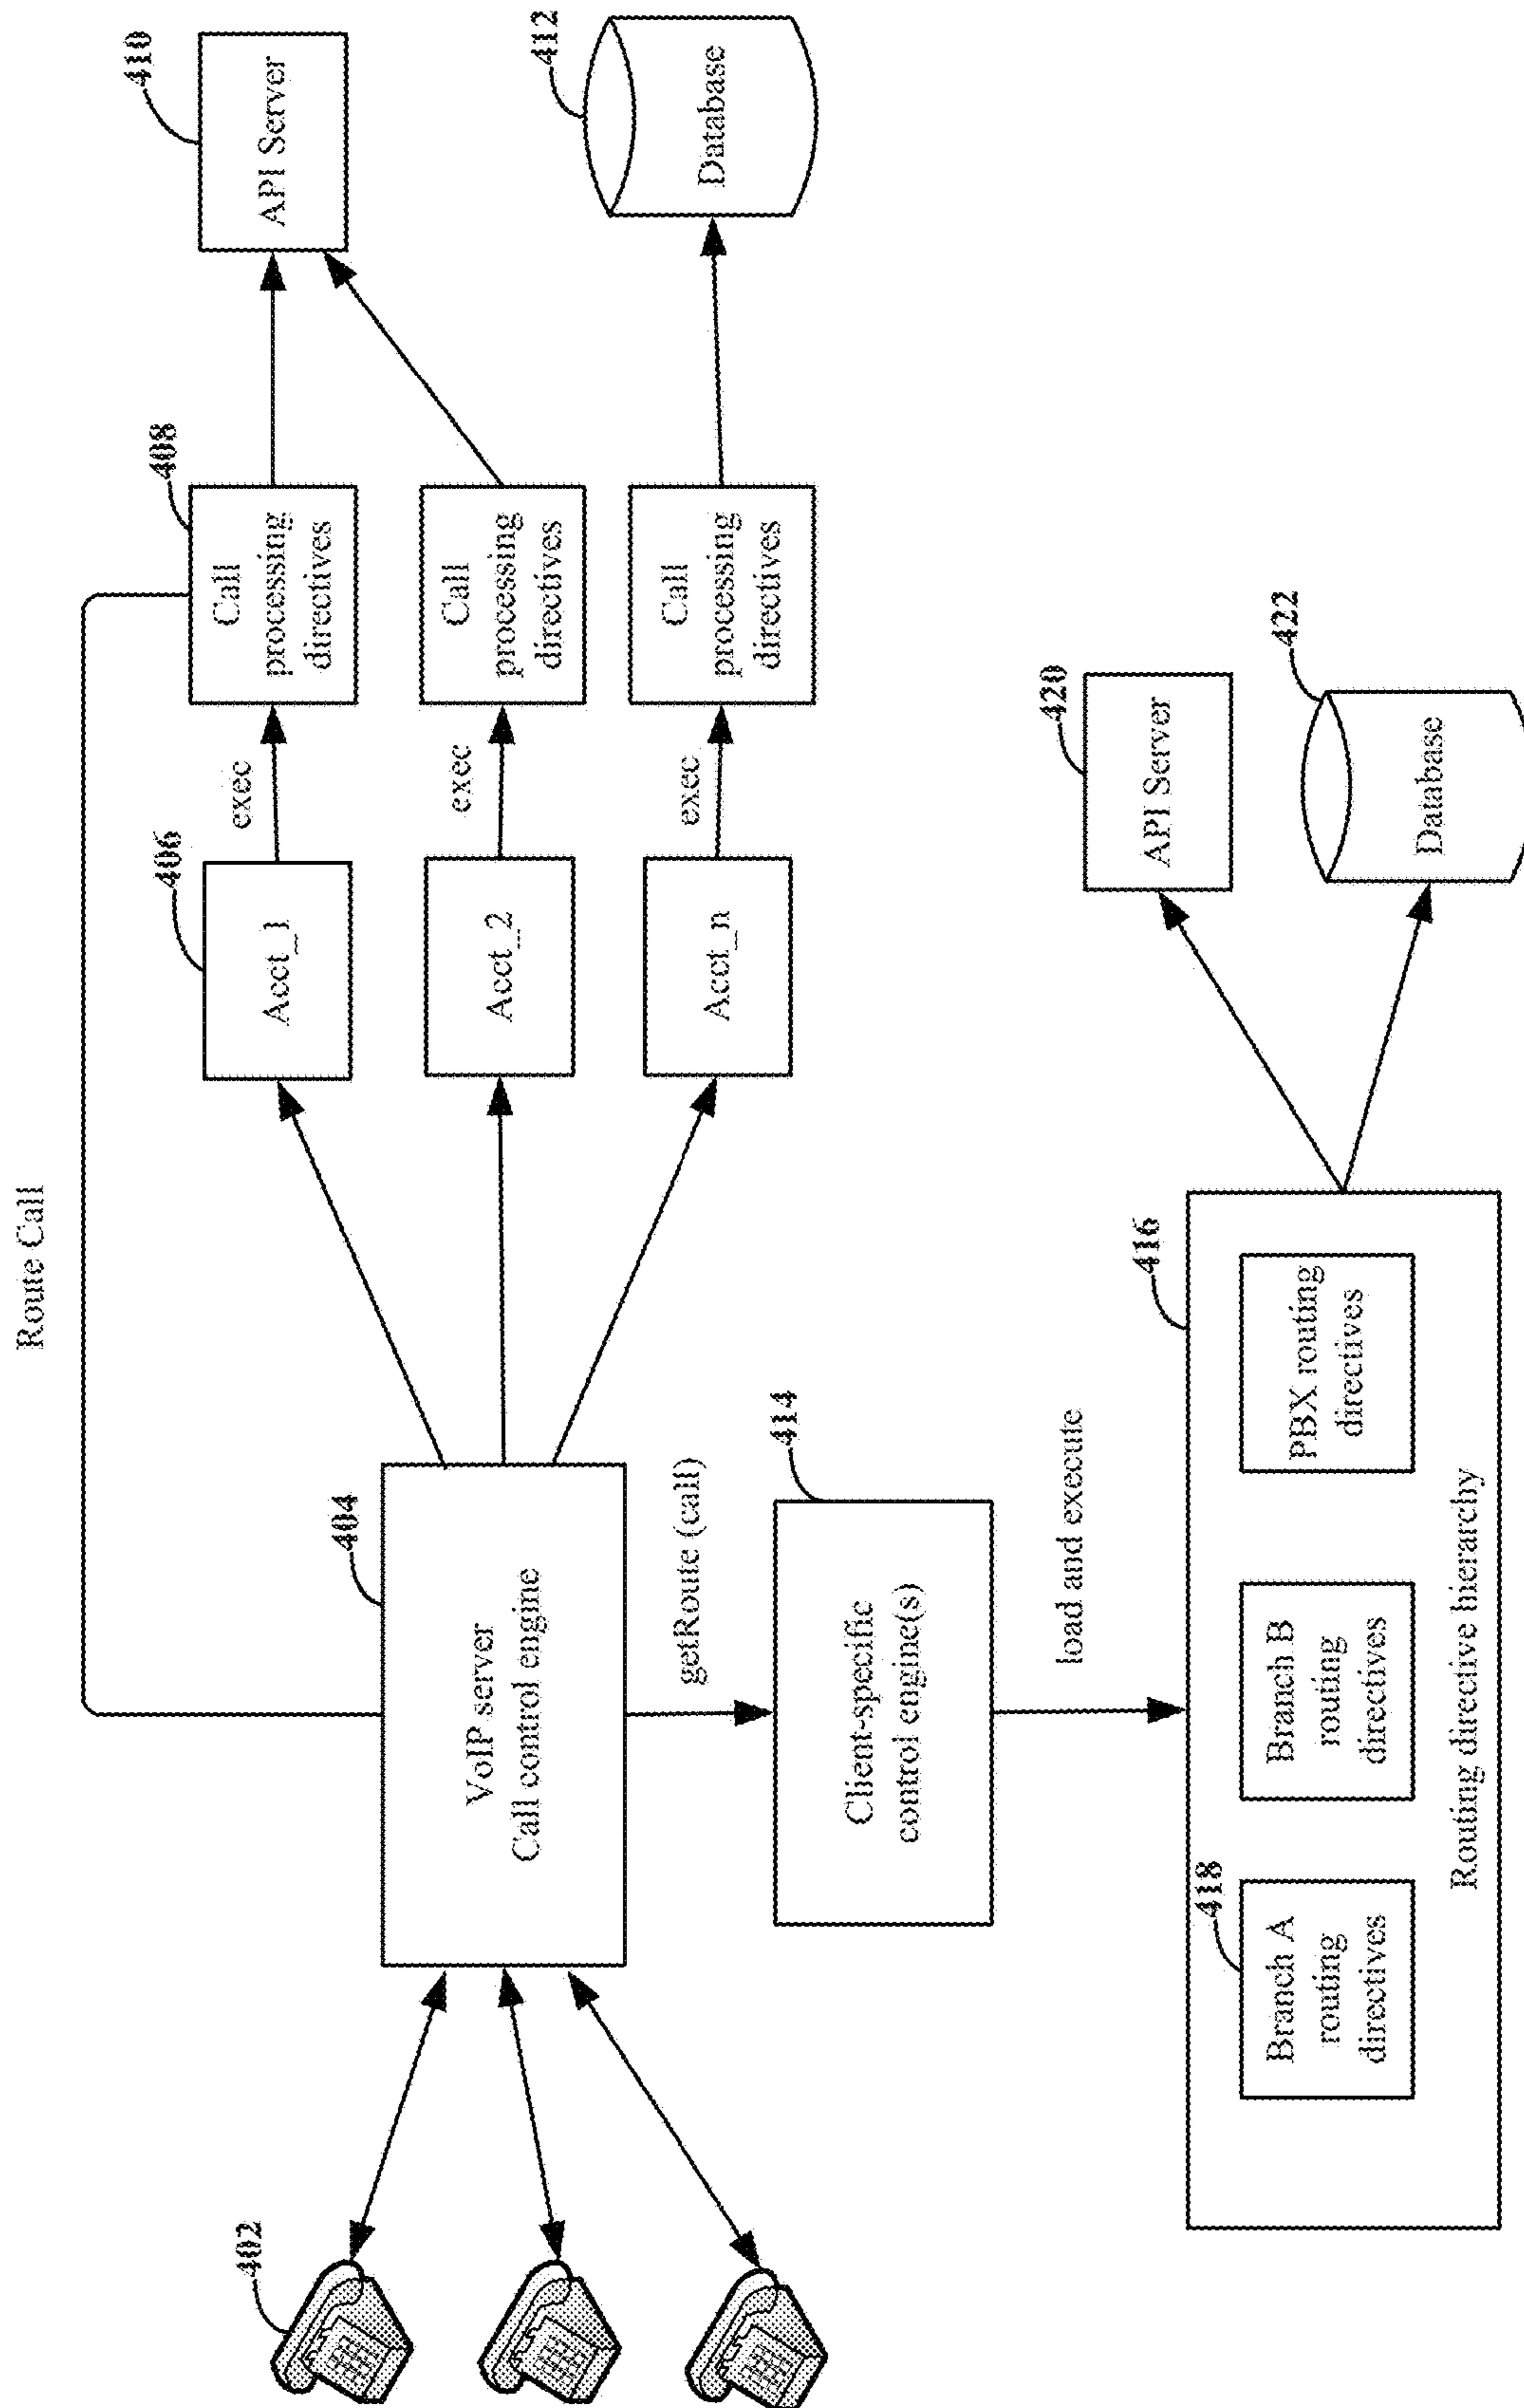 Route Call
402
404
VoIP server
Call control engine
406
Acct_1
Acct_2
Acct_n
exec
exec
exec
408
Call
processing
directives
Call
processing
directives
Call
processing
directives
410
API Server
412
Database
getRoute (call)
414
Client-specific
control engine(s)
load and execute
416
418
Branch A
routing
directives
Branch B
routing
directives
PBX routing
directives
Routing directive hierarchy
420
API Server
422
Database